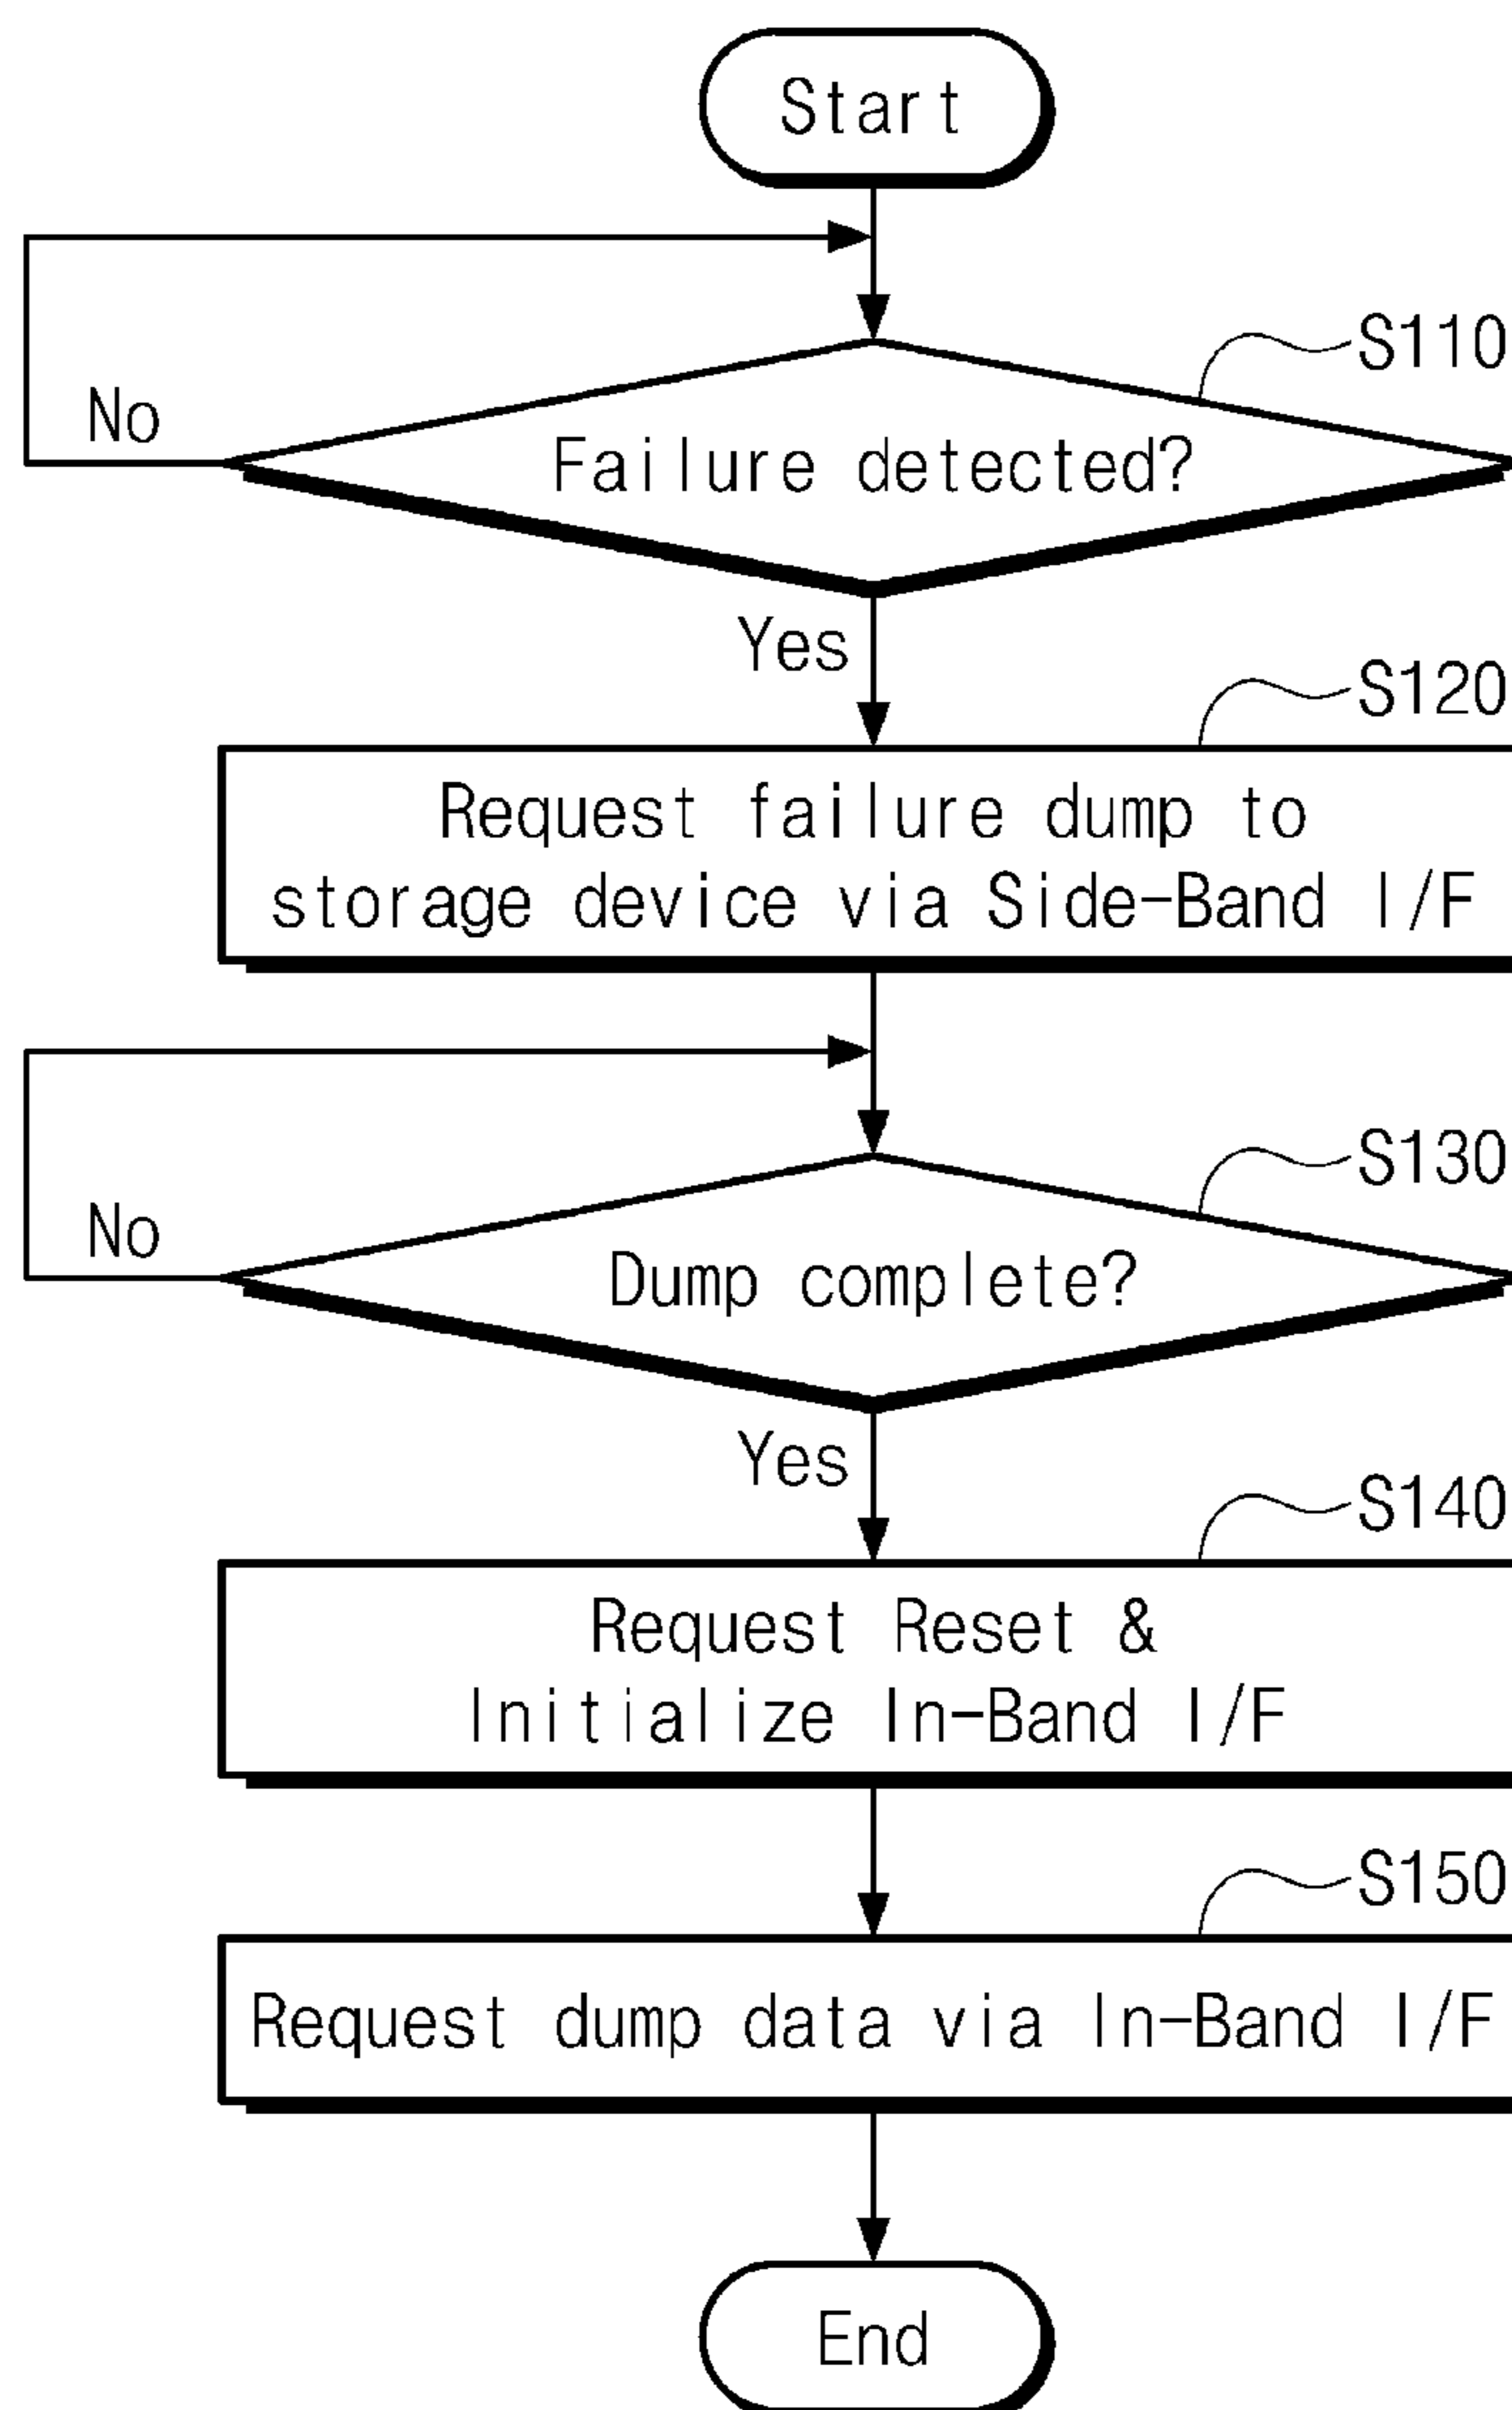 Start
S110
No
Failure detected?
Yes
S120
Request failure dump to
storage device via Side-Band I/F
S130
No
Dump complete?
Yes
S140
Request Reset &
Initialize In-Band I/F
S150
Request dump data via In-Band I/F
End